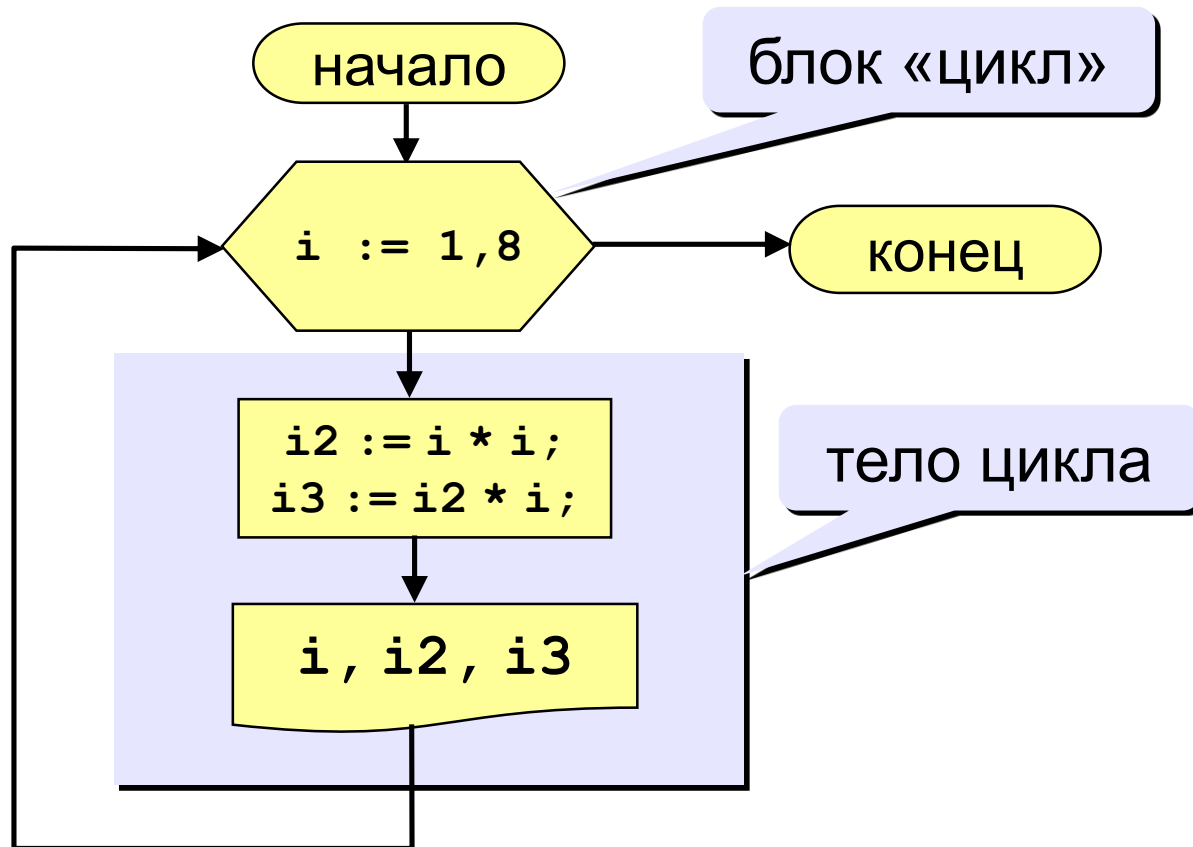 начало
блок «цикл»
i := 1,8
конец
i2 := i * i;
i3 := i2 * i;
тело цикла
i, i2, i3